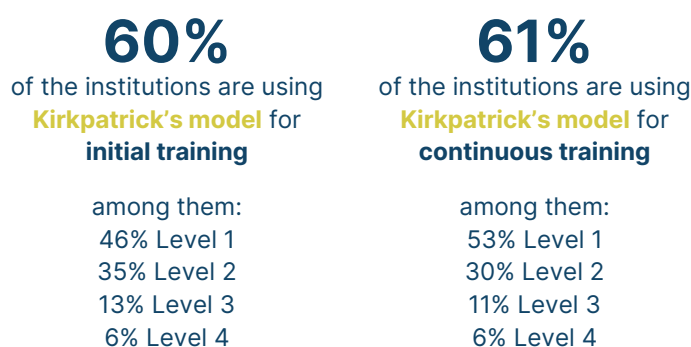 60%
of the institutions are using
Kirkpatrick's model for
initial training
among them:
46% Level 1
35% Level 2
13% Level 3
6% Level 4
61%
of the institutions are using
Kirkpatrick's model for
continuous training
among them:
53% Level 1
30% Level 2
11% Level 3
6% Level 4